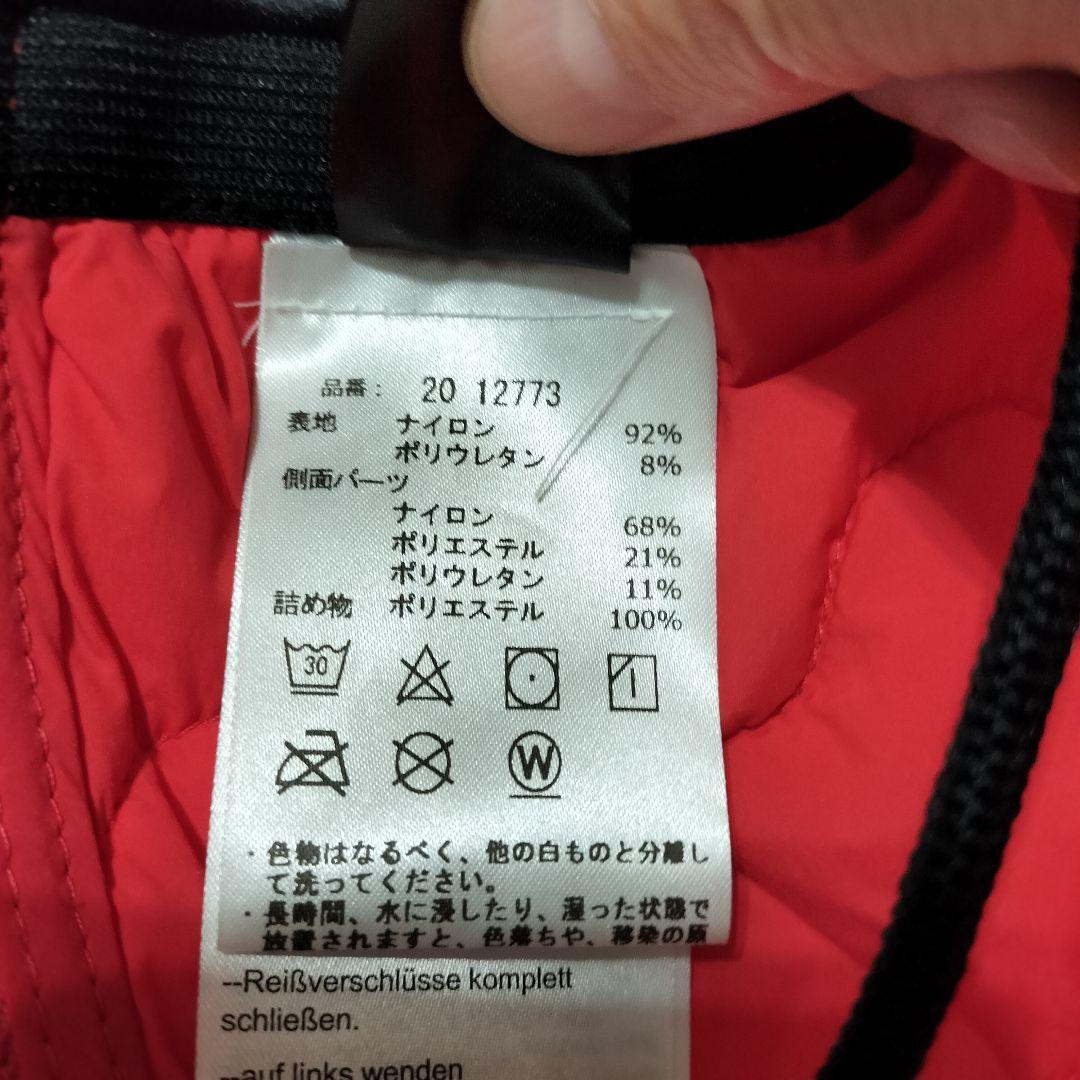 品番： 20 12773
表地 ナイロン 92%
ポリウレタン 8%
側面パーツ
ナイロン 68%
ポリエステル 21%
ポリウレタン 11%
詰め物 ポリエステル 100%
30
W
・色物はなるべく、他の白ものと分離し
て洗ってください。
・長時間、水に浸したり、湿った状態で
放置されますと、色落ちや、移染の原
--Reißverschlüsse komplett
schließen.
--auf links wenden